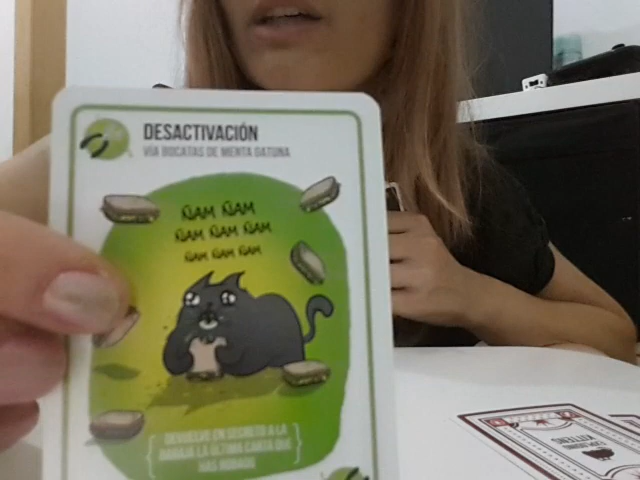 DESACTIVACIÓN
VÍA BOCATAS DE MENTA GATUNA
ÑAM ÑAM
ÑAM ÑAM ÑAM
ÑAM ÑAM ÑAM
DEVUELVE EN SECRETO A LA
BARAJA LA ÚLTIMA CARTA QUE
HAS ROBADO
KITTENS